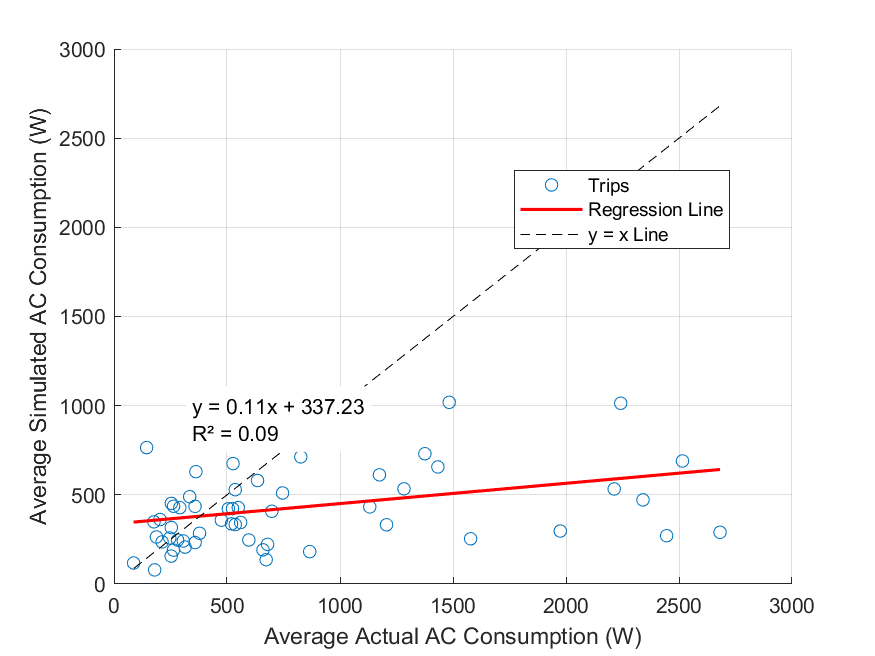 3000
2500
2000
1500
1000
500
0
Average Simulated AC Consumption (W)
Trips
Regression Line
y = x Line
y = 0.11x + 337.23
R² = 0.09
0 500 1000 1500 2000 2500 3000
Average Actual AC Consumption (W)